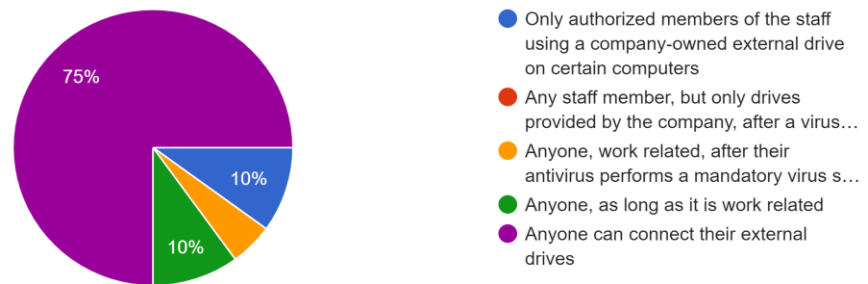 75%
10%
10%
Only authorized members of the staff
using a company-owned external drive
on certain computers
Any staff member, but only drives
provided by the company, after a virus…
Anyone, work related, after their
antivirus performs a mandatory virus s…
Anyone, as long as it is work related
Anyone can connect their external
drives